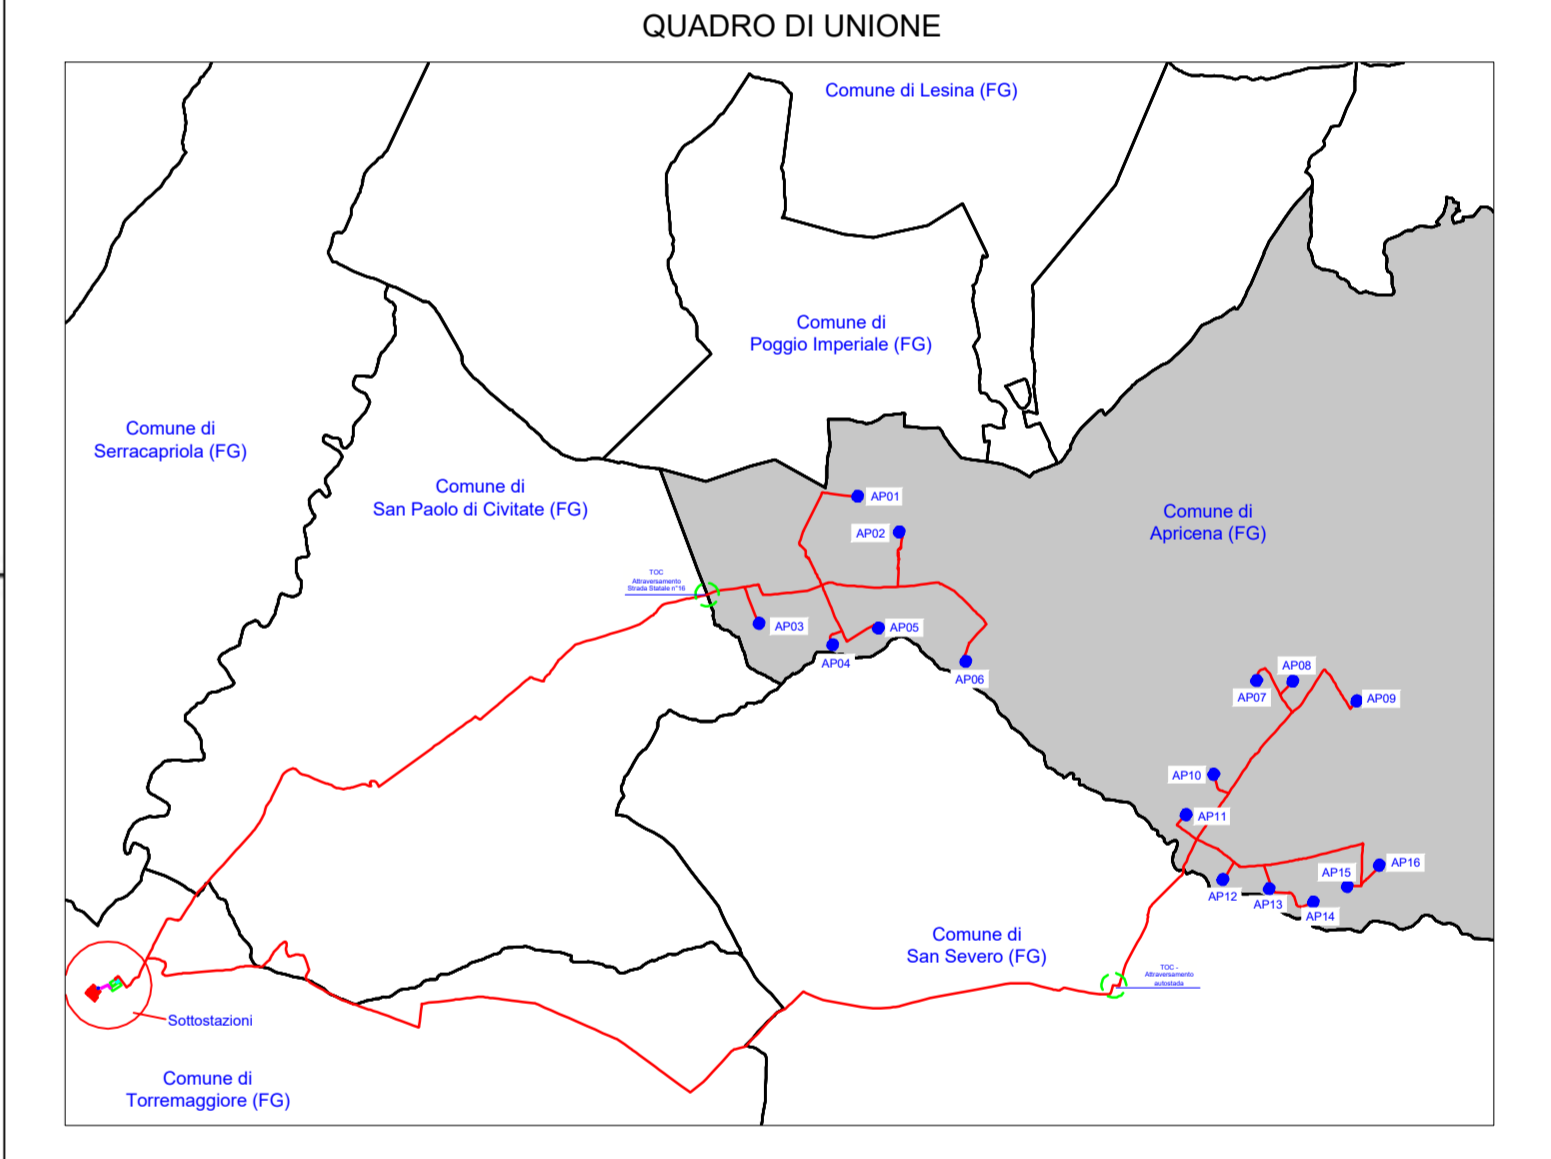 QUADRO DI UNIONE
Comune di Lesina (FG)
Comune di
Poggio Imperiale (FG)
Comune di
Serracapriola (FG)
Comune di
San Paolo di Civitate (FG)
Comune di
Apricena (FG)
AP01
AP02
TOC
Attraversamento
Strada Statale n°16
AP03
AP05
AP04
AP06
AP08
AP07
AP09
AP10
AP11
AP16
AP15
AP12
AP13
AP14
Comune di
San Severo (FG)
TOC -
Attraversamento
autostada
Sottostazioni
Comune di
Torremaggiore (FG)